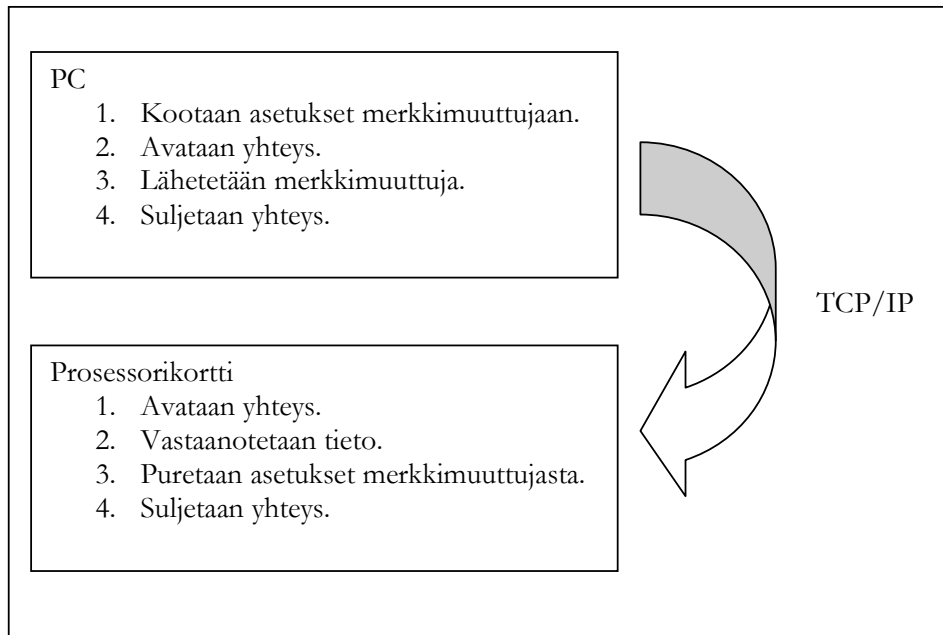 PC
1. Kootaan asetukset merkkimuuttujaan.
2. Avataan yhteys.
3. Lähetetään merkkimuuttuja.
4. Suljetaan yhteys.
TCP/IP
Prosessorikortti
1. Avataan yhteys.
2. Vastaanotetaan tieto.
3. Puretaan asetukset merkkimuuttujasta.
4. Suljetaan yhteys.